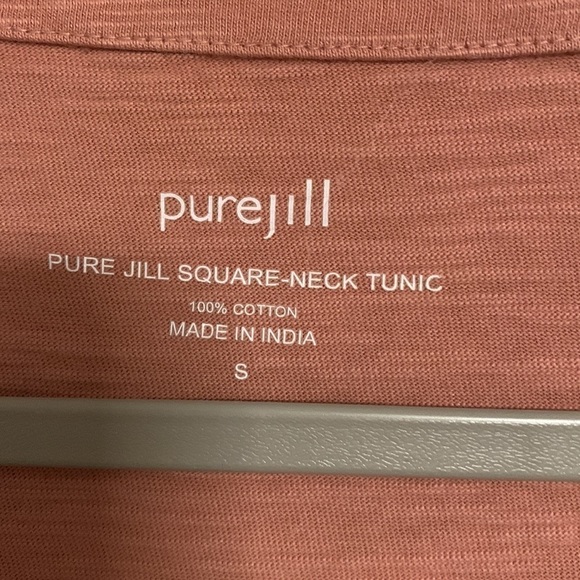 purejill
PURE JILL SQUARE-NECK TUNIC
100% COTTON
MADE IN INDIA
S